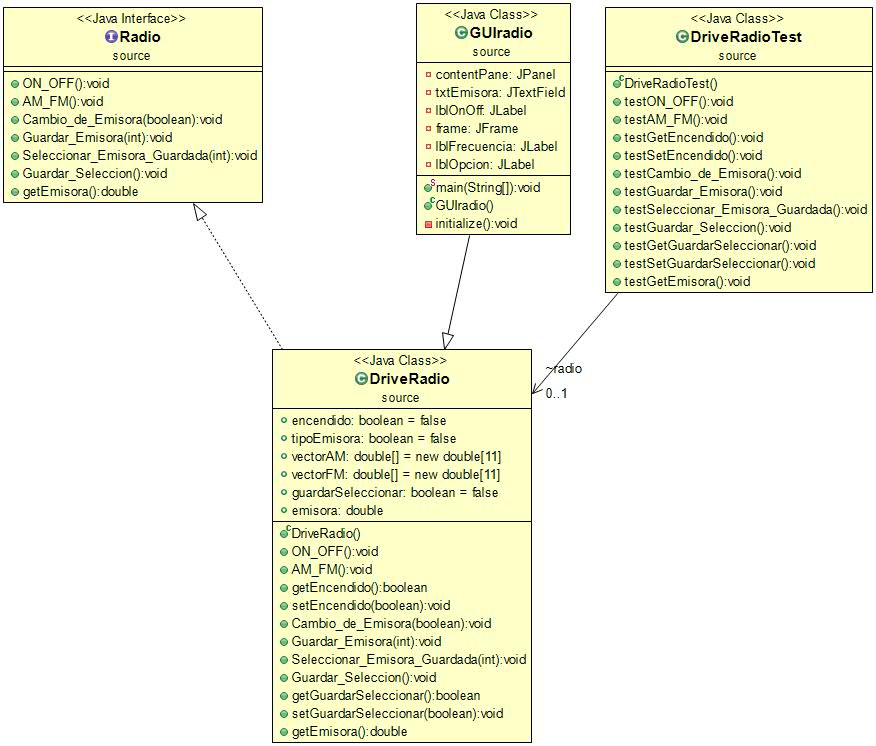 <<Java Interface>>
Radio
source
ON_OFF():void
AM_FM():void
Cambio_de_Emisora(boolean):void
Guardar_Emisora(int):void
Seleccionar_Emisora_Guardada(int):void
Guardar_Seleccion():void
getEmisora():double
<<Java Class>>
GUIradio
source
contentPane: JPanel
txtEmisora: JTextField
lblOnOff: JLabel
frame: JFrame
lblFrecuencia: JLabel
lblOpcion: JLabel
main(String[]):void
GUIradio()
initialize():void
<<Java Class>>
DriveRadioTest
source
DriveRadioTest()
testON_OFF():void
testAM_FM():void
testGetEncendido():void
testSetEncendido():void
testCambio_de_Emisora():void
testGuardar_Emisora():void
testSeleccionar_Emisora_Guardada():void
testGuardar_Seleccion():void
testGetGuardarSeleccionar():void
testSetGuardarSeleccionar():void
testGetEmisora():void
~radio
0..1
<<Java Class>>
DriveRadio
source
encendido: boolean = false
tipoEmisora: boolean = false
vectorAM: double[] = new double[11]
vectorFM: double[] = new double[11]
guardarSeleccionar: boolean = false
emisora: double
DriveRadio()
ON_OFF():void
AM_FM():void
getEncendido():boolean
setEncendido(boolean):void
Cambio_de_Emisora(boolean):void
Guardar_Emisora(int):void
Seleccionar_Emisora_Guardada(int):void
Guardar_Seleccion():void
getGuardarSeleccionar():boolean
setGuardarSeleccionar(boolean):void
getEmisora():double